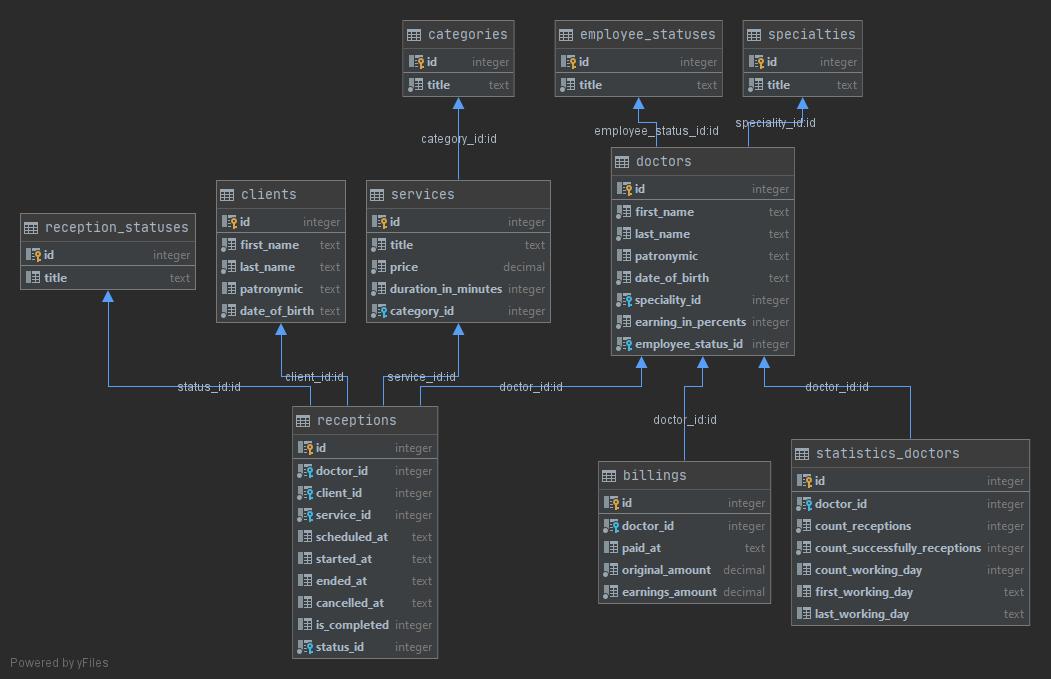 categories
id integer
title text
employee_statuses
id integer
title text
specialties
id integer
title text
category_id:id
employee_status_id:id
speciality_id:id
doctors
id integer
first_name text
last_name text
patronymic text
date_of_birth text
speciality_id integer
earning_in_percents integer
employee_status_id integer
clients
id integer
first_name text
last_name text
patronymic text
date_of_birth text
services
id integer
title text
price decimal
duration_in_minutes integer
category_id integer
reception_statuses
id integer
title text
status_id:id
client_id:id
service_id:id
doctor_id:id
doctor_id:id
doctor_id:id
receptions
id integer
doctor_id integer
client_id integer
service_id integer
scheduled_at text
started_at text
ended_at text
cancelled_at text
is_completed integer
status_id integer
billings
id integer
doctor_id integer
paid_at text
original_amount decimal
earnings_amount decimal
statistics_doctors
id integer
doctor_id integer
count_receptions integer
count_successfully_receptions integer
count_working_day integer
first_working_day text
last_working_day text
Powered by yFiles